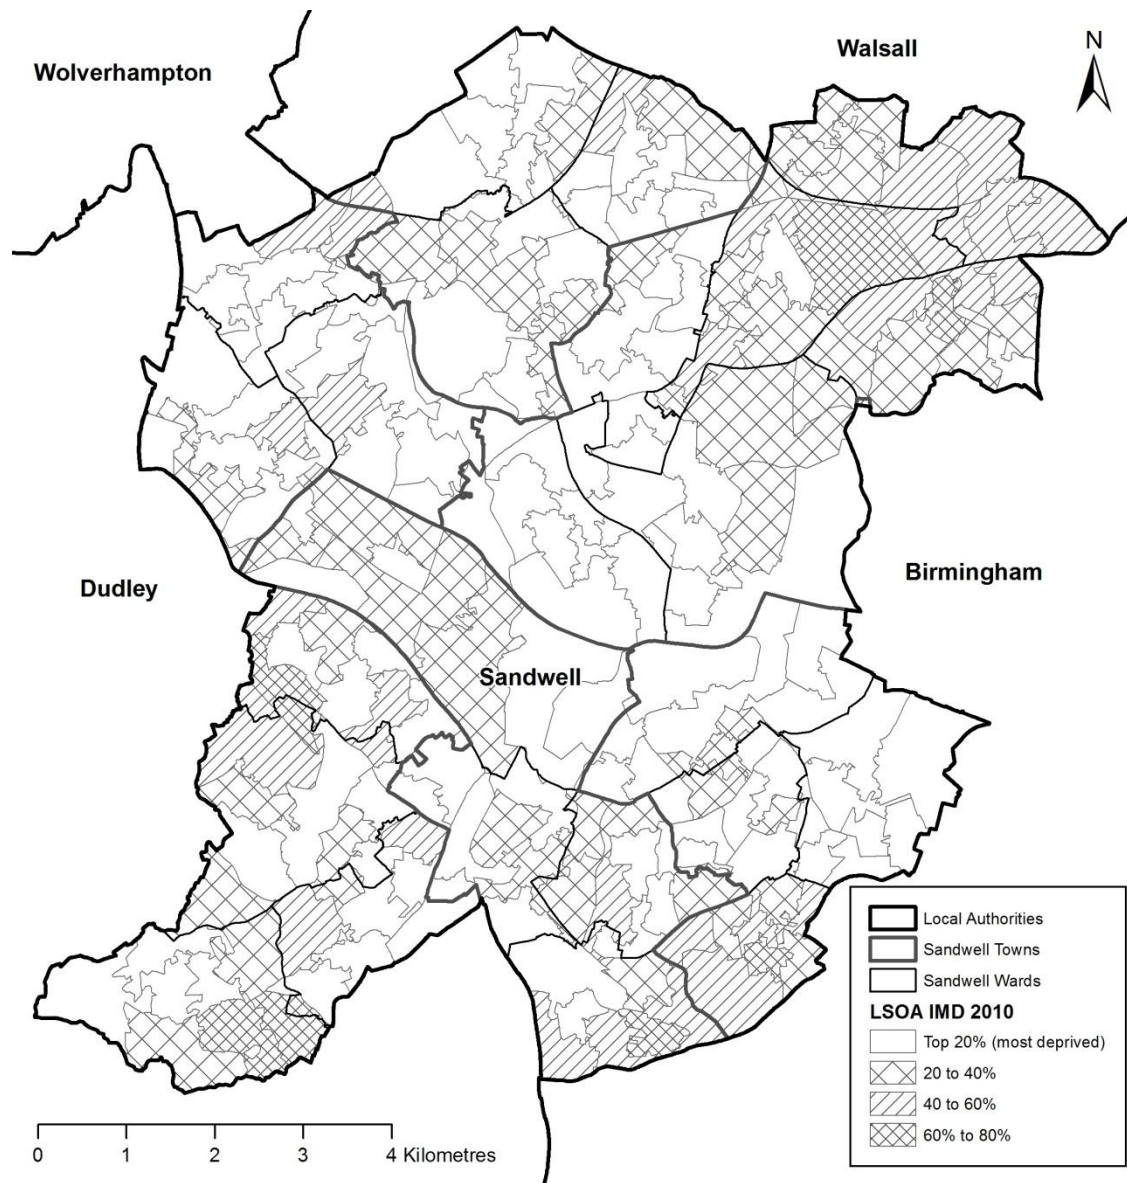 Walsall
N
Wolverhampton
Birmingham
Dudley
Sandwell
Local Authorities
Sandwell Towns
Sandwell Wards
LSOA IMD 2010
Top 20% (most deprived)
20 to 40%
40 to 60%
60% to 80%
0 1 2 3 4 Kilometres